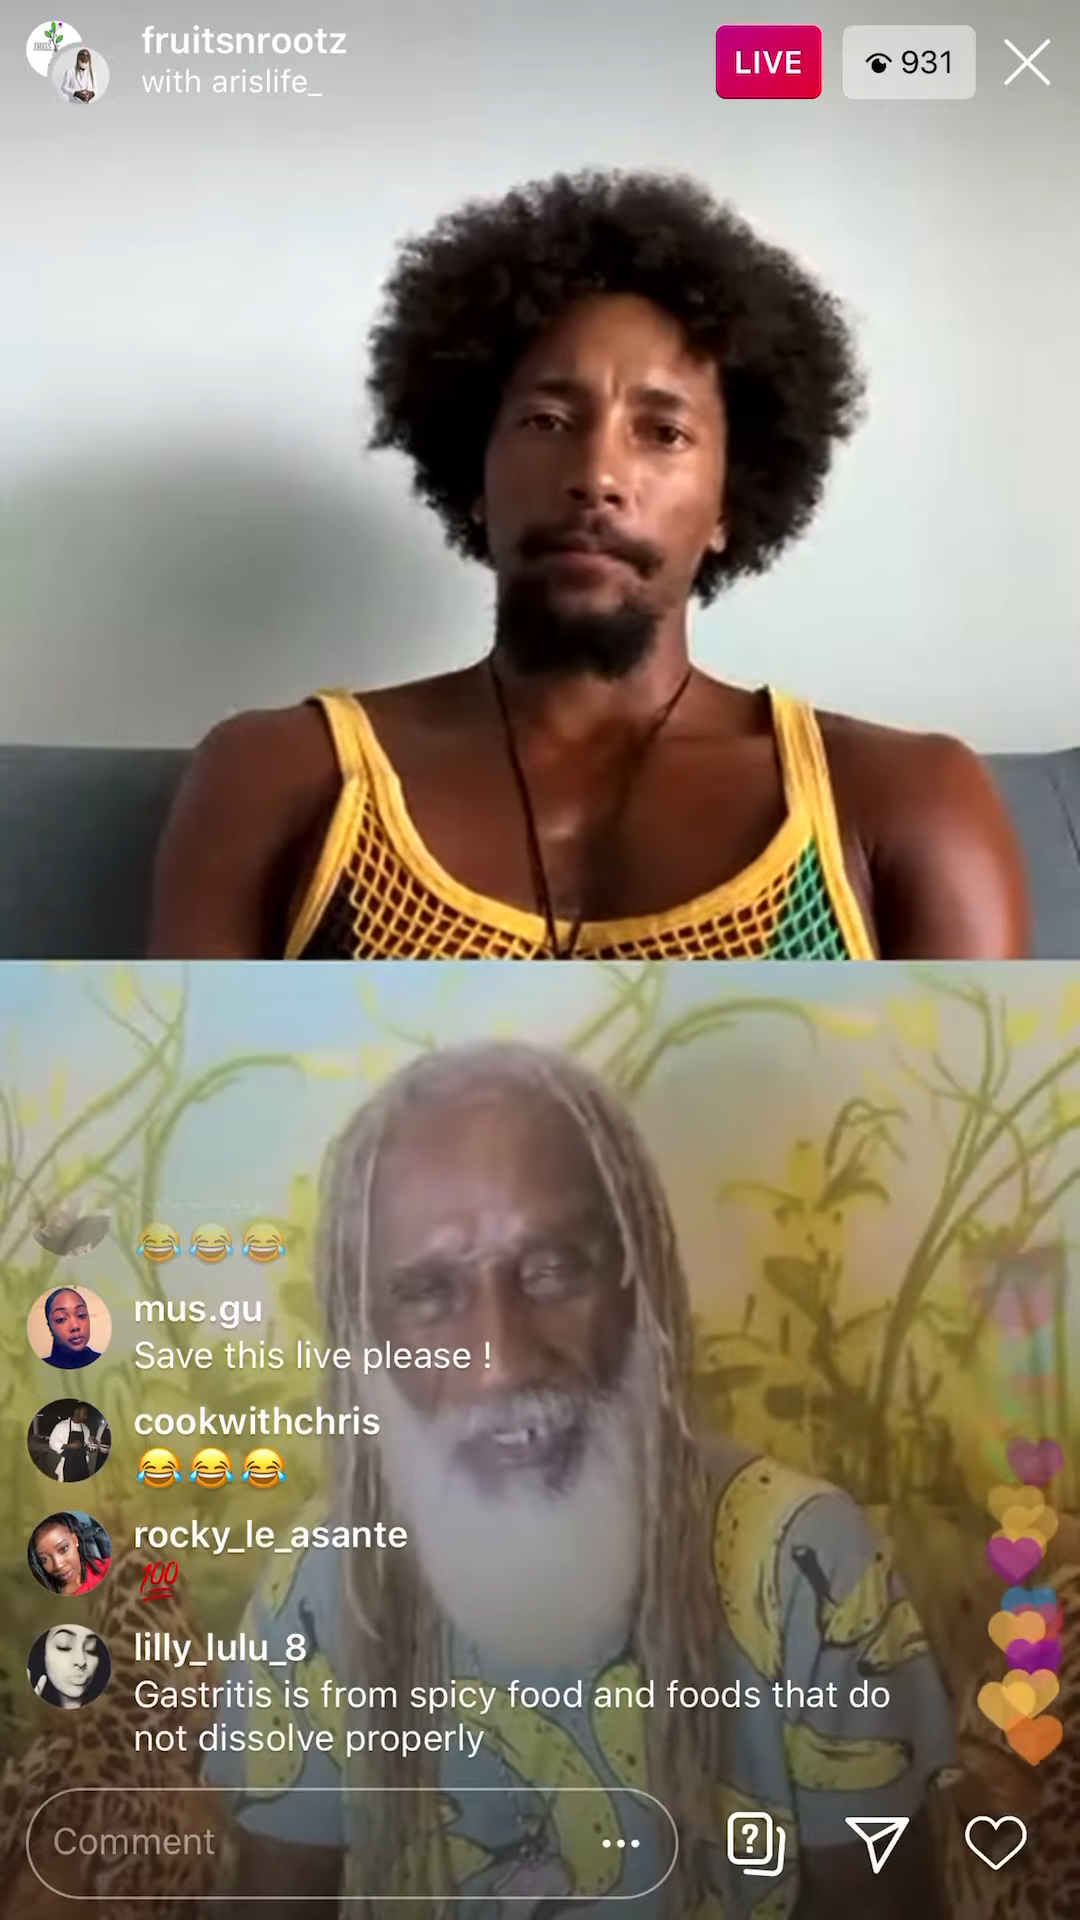 fruitsnrootz
with arislife_
LIVE
931
😂😂😂
mus.gu
Save this live please !
cookwithchris
😂😂😂
rocky_le_asante
💯
lilly_lulu_8
Gastritis is from spicy food and foods that do
not dissolve properly
Comment